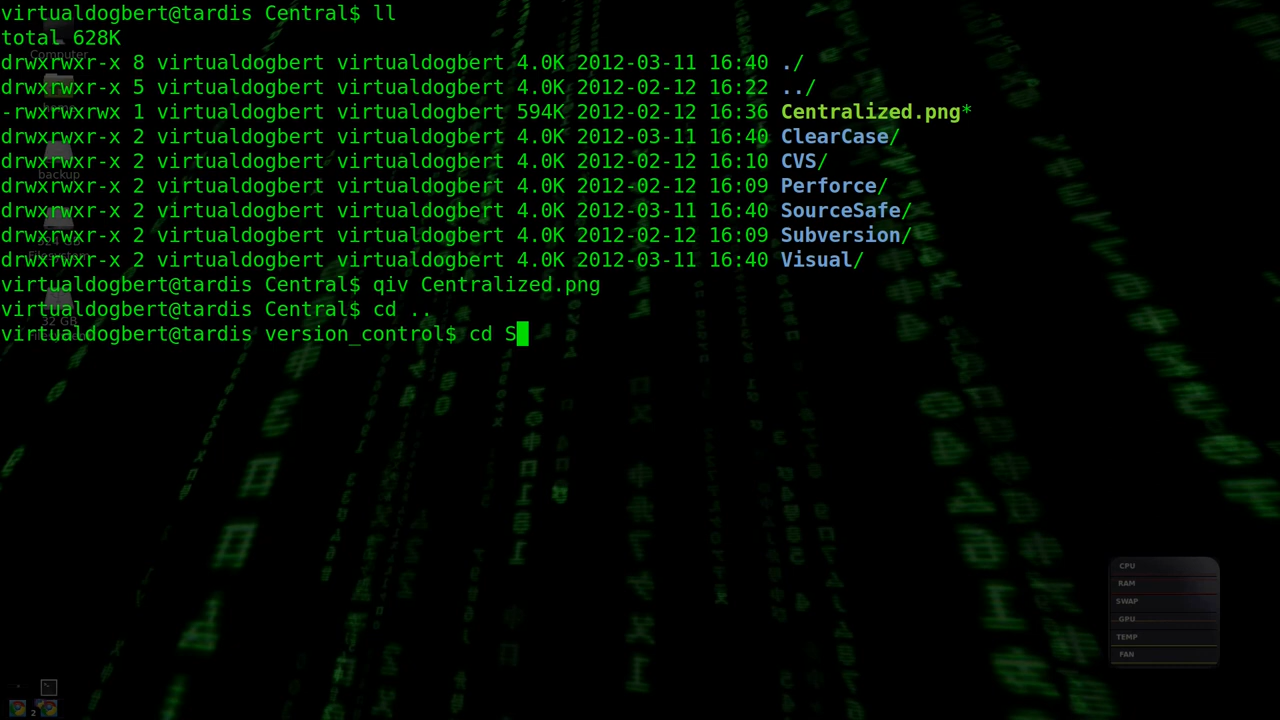 virtualdogbert@tardis Central$ ll
total 628K
drwxrwxr-x 8 virtualdogbert virtualdogbert 4.0K 2012-03-11 16:40 ./
drwxrwxr-x 5 virtualdogbert virtualdogbert 4.0K 2012-02-12 16:22 ../
-rwxrwxrwx 1 virtualdogbert virtualdogbert 594K 2012-02-12 16:36 Centralized.png*
drwxrwxr-x 2 virtualdogbert virtualdogbert 4.0K 2012-03-11 16:40 ClearCase/
drwxrwxr-x 2 virtualdogbert virtualdogbert 4.0K 2012-02-12 16:10 CVS/
drwxrwxr-x 2 virtualdogbert virtualdogbert 4.0K 2012-02-12 16:09 Perforce/
drwxrwxr-x 2 virtualdogbert virtualdogbert 4.0K 2012-03-11 16:40 SourceSafe/
drwxrwxr-x 2 virtualdogbert virtualdogbert 4.0K 2012-02-12 16:09 Subversion/
drwxrwxr-x 2 virtualdogbert virtualdogbert 4.0K 2012-03-11 16:40 Visual/
virtualdogbert@tardis Central$ qiv Centralized.png
virtualdogbert@tardis Central$ cd ..
virtualdogbert@tardis version_control$ cd S
Computer
backup
32 GB
CPU
RAM
SWAP
GPU
TEMP
FAN
2